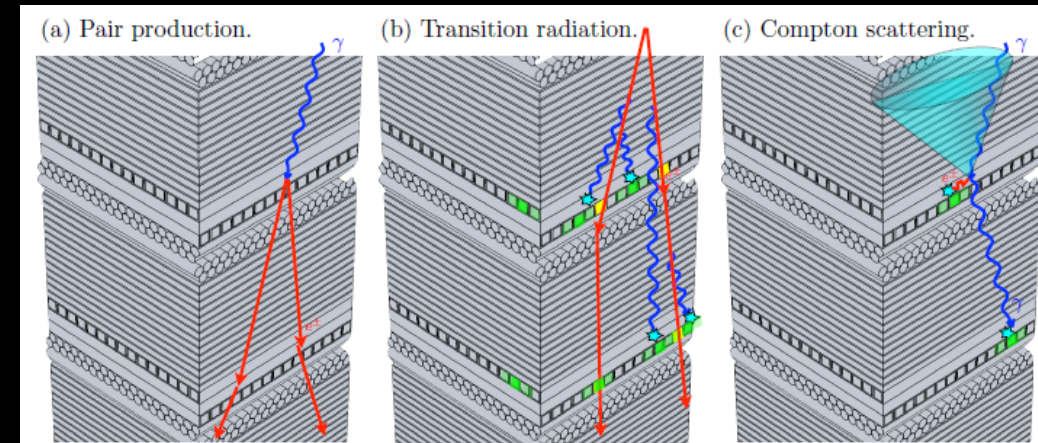 (a) Pair production.
(b) Transition radiation.
(c) Compton scattering.
γ
γ
e±
γ